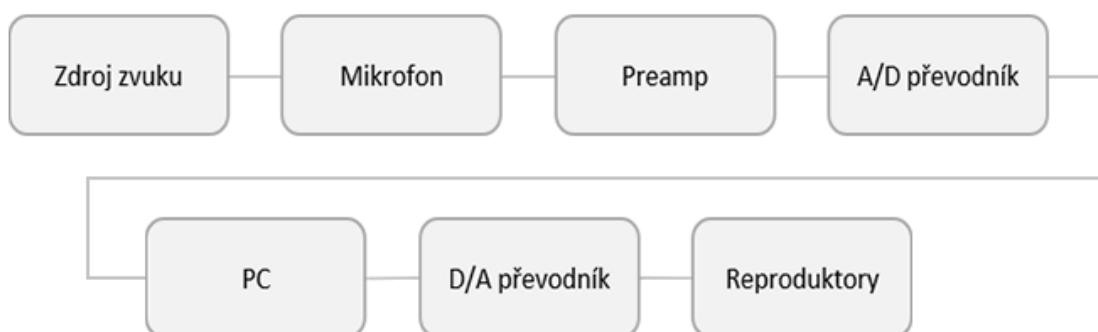 Zdroj zvuku
Mikrofon
Preamp
A/D převodník
PC
D/A převodník
Reproduktory